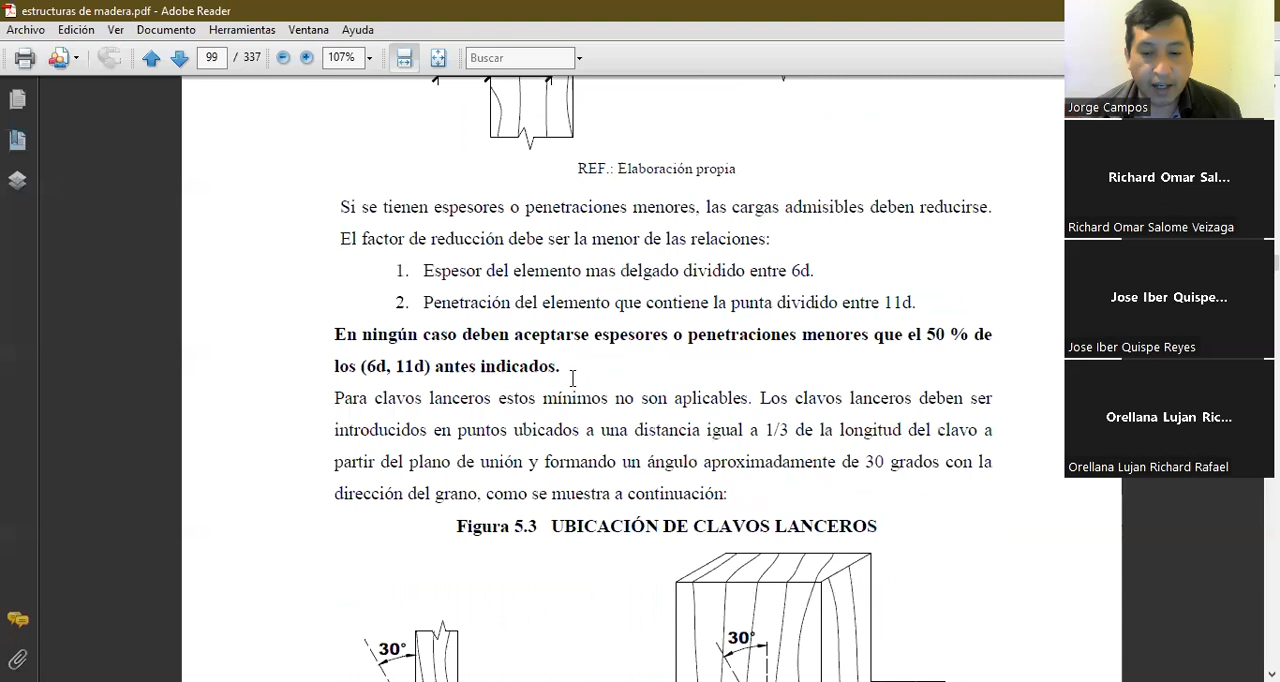 estructuras de madera.pdf - Adobe Reader
Archivo Edición Ver Documento Herramientas Ventana Ayuda
99 / 337 107% Buscar
REF.: Elaboración propia
Si se tienen espesores o penetraciones menores, las cargas admisibles deben reducirse.
El factor de reducción debe ser la menor de las relaciones:
1. Espesor del elemento mas delgado dividido entre 6d.
2. Penetración del elemento que contiene la punta dividido entre 11d.
En ningún caso deben aceptarse espesores o penetraciones menores que el 50 % de
los (6d, 11d) antes indicados.
Para clavos lanceros estos mínimos no son aplicables. Los clavos lanceros deben ser
introducidos en puntos ubicados a una distancia igual a 1/3 de la longitud del clavo a
partir del plano de unión y formando un ángulo aproximadamente de 30 grados con la
dirección del grano, como se muestra a continuación:
Figura 5.3 UBICACIÓN DE CLAVOS LANCEROS
30°
30°
Jorge Campos
Richard Omar Sal...
Richard Omar Salome Veizaga
Jose Iber Quispe...
Jose Iber Quispe Reyes
Orellana Lujan Ric...
Orellana Lujan Richard Rafael